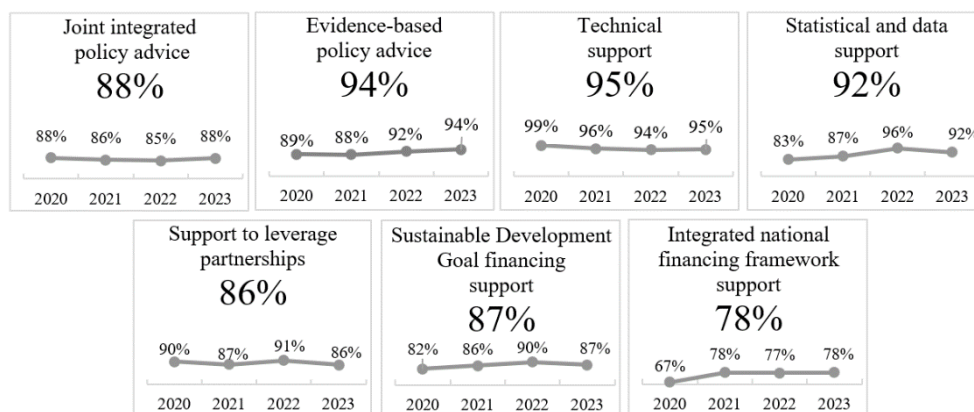 Joint integrated
policy advice
88%
88% 86% 85% 88%
2020 2021 2022 2023
Evidence-based
policy advice
94%
89% 88% 92% 94%
2020 2021 2022 2023
Technical
support
95%
99% 96% 94% 95%
2020 2021 2022 2023
Statistical and data
support
92%
83% 87% 96% 92%
2020 2021 2022 2023
Support to leverage
partnerships
86%
90% 87% 91% 86%
2020 2021 2022 2023
Sustainable Development
Goal financing
support
87%
82% 86% 90% 87%
2020 2021 2022 2023
Integrated national
financing framework
support
78%
67% 78% 77% 78%
2020 2021 2022 2023